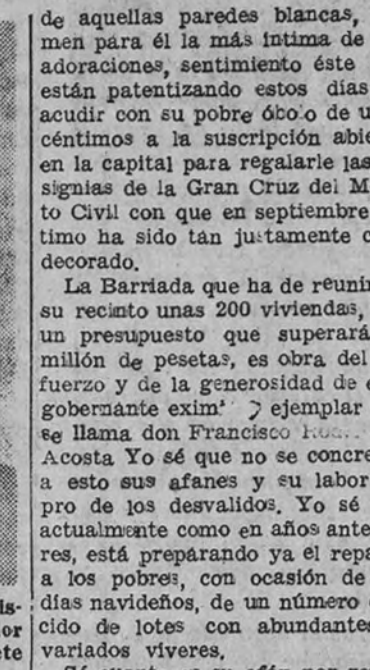 de aquellas paredes blancas,
men para él la más íntima de
adoraciones, sentimiento éste
están patentizando estos días
acudir con su pobre óbolo de u
céntimos a la suscripción abie
en la capital para regalarle las
signias de la Gran Cruz del M
to Civil con que en septiembre
timo ha sido tan justamente c
decorado.
La Barriada que ha de reunir
su recinto unas 200 viviendas,
un presupuesto que superará
millón de pesetas, es obra del
fuerzo y de la generosidad de e
gobernante exim ejemplar
se llama don Francisco
Acosta Yo sé que no se concre
a esto sus afanes y su labor
pro de los desvalidos. Yo sé
actualmente como en años ante
res, está preparando ya el repa
a los pobres, con ocasión de
días navideños, de un número
cido de lotes con abundantes
variados viveres.
is-
or
te